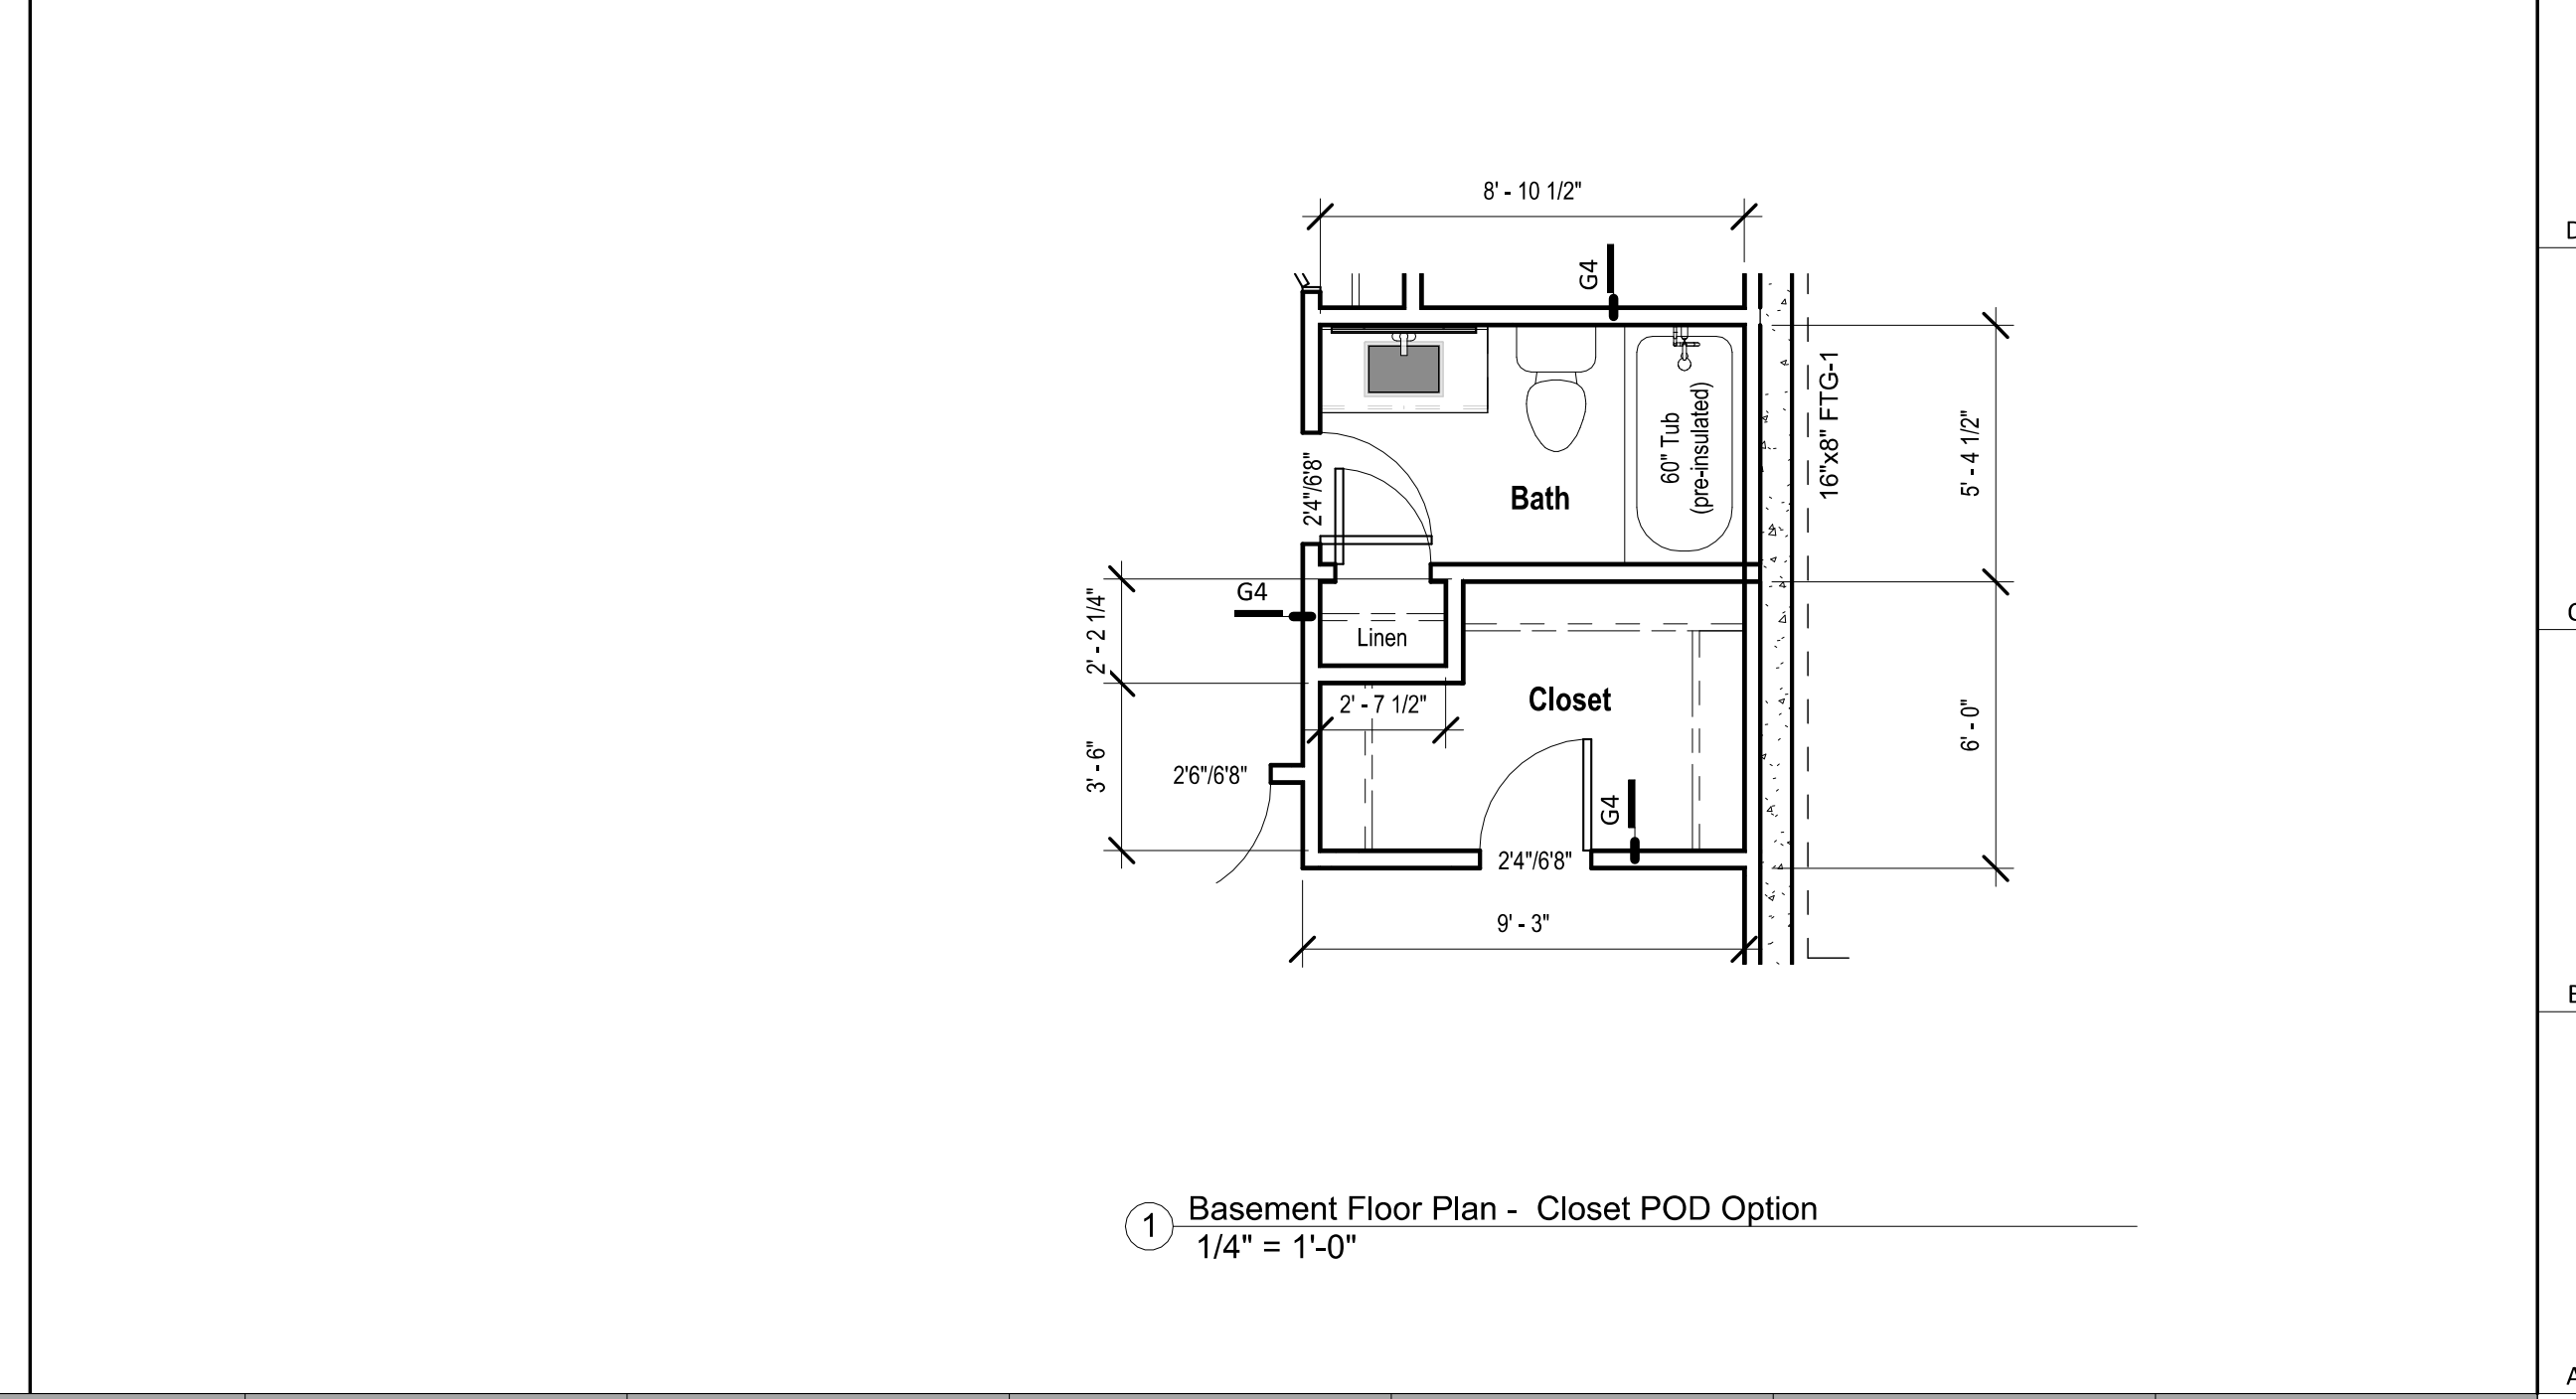 8' - 10 1/2"
G4
16"x8" FTG-1
5' - 4 1/2"
60" Tub
(pre-insulated)
2'4"/6'8"
Bath
G4
2' - 2 1/4"
Linen
Closet
2' - 7 1/2"
6' - 0"
3' - 6"
2'6"/6'8"
G4
2'4"/6'8"
9' - 3"
1
Basement Floor Plan - Closet POD Option
1/4" = 1'-0"